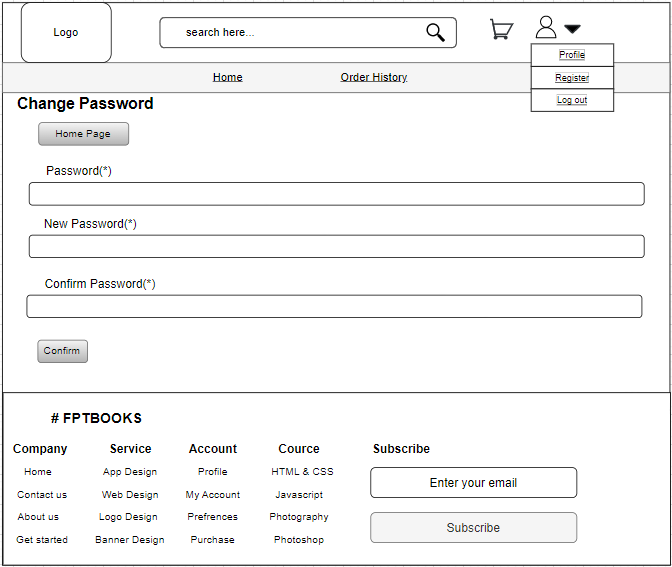 Logo
search here...
Profile
Register
Log out
Home
Order History
Change Password
Home Page
Password(*)
New Password(*)
Confirm Password(*)
Confirm
# FPTBOOKS
Company
Home
Contact us
About us
Get started
Service
App Design
Web Design
Logo Design
Banner Design
Account
Profile
My Account
Prefrences
Purchase
Cource
HTML & CSS
Javascript
Photography
Photoshop
Subscribe
Enter your email
Subscribe